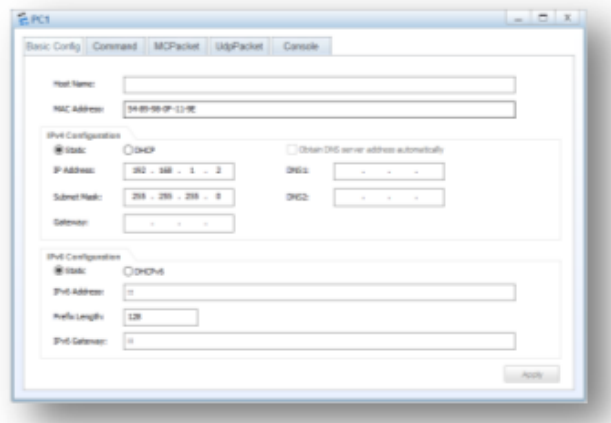 PC1
Basic Config Command MCPacket UdpPacket Console
Host Name:
MAC Address: 54-89-98-0F-11-9E
IPv4 Configuration
Static DHCP Obtain DNS server address automatically
IP Address: 192 . 168 . 1 . 2 DNS1: . . .
Subnet Mask: 255 . 255 . 255 . 0 DNS2: . . .
Gateway: . . .
IPv6 Configuration
Static DHCPv6
IPv6 Address: ::
Prefix Length: 128
IPv6 Gateway: ::
Apply